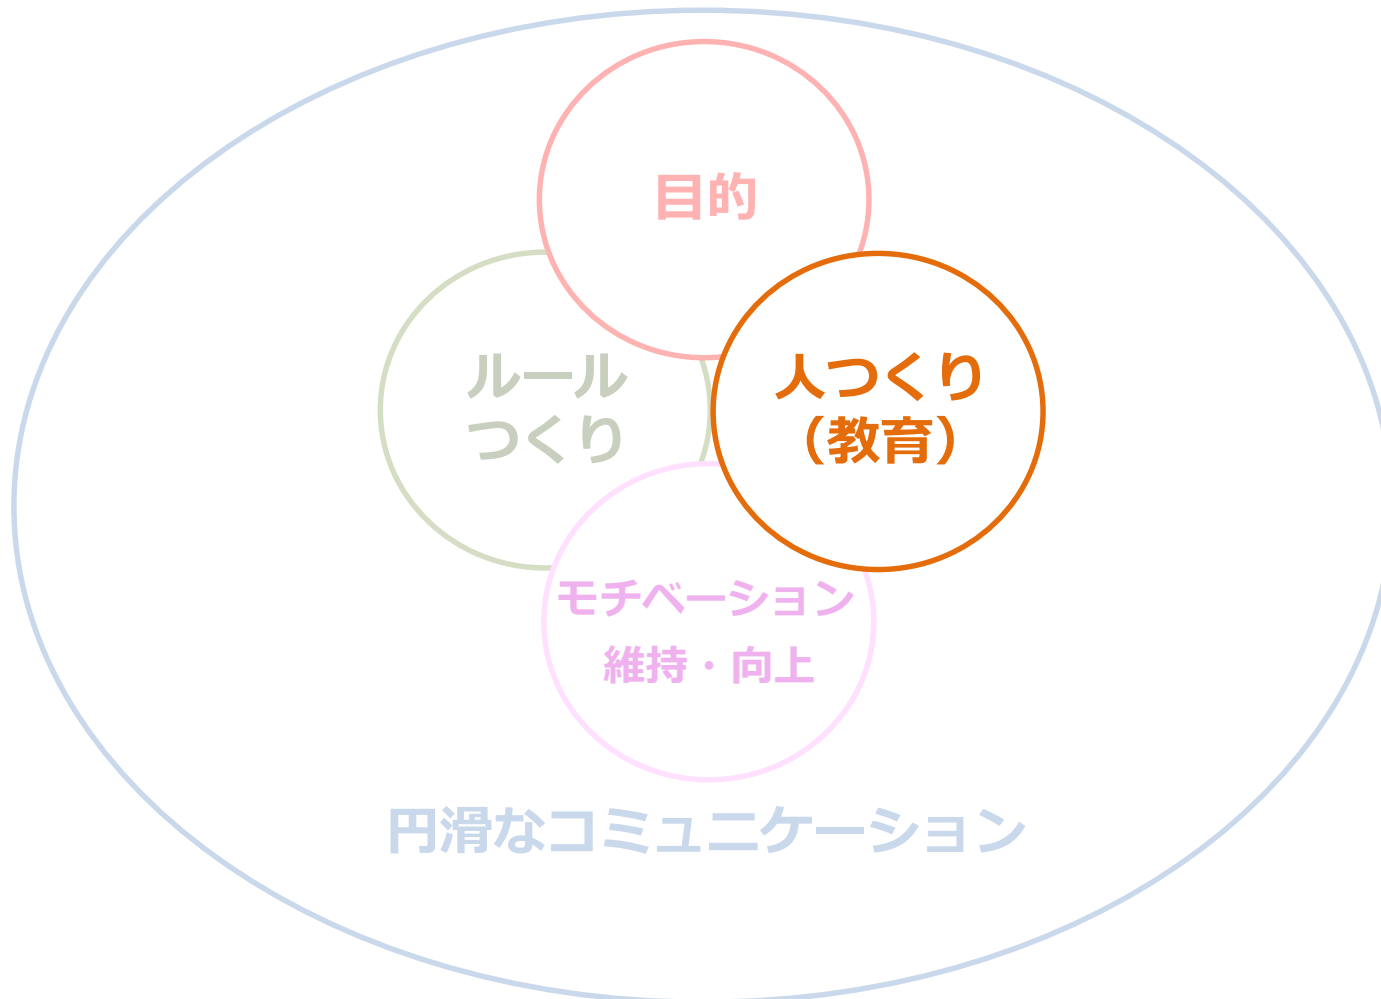 目的
ルール
つくり
人つくり
（教育）
モチベーション
維持・向上
円滑なコミュニケーション